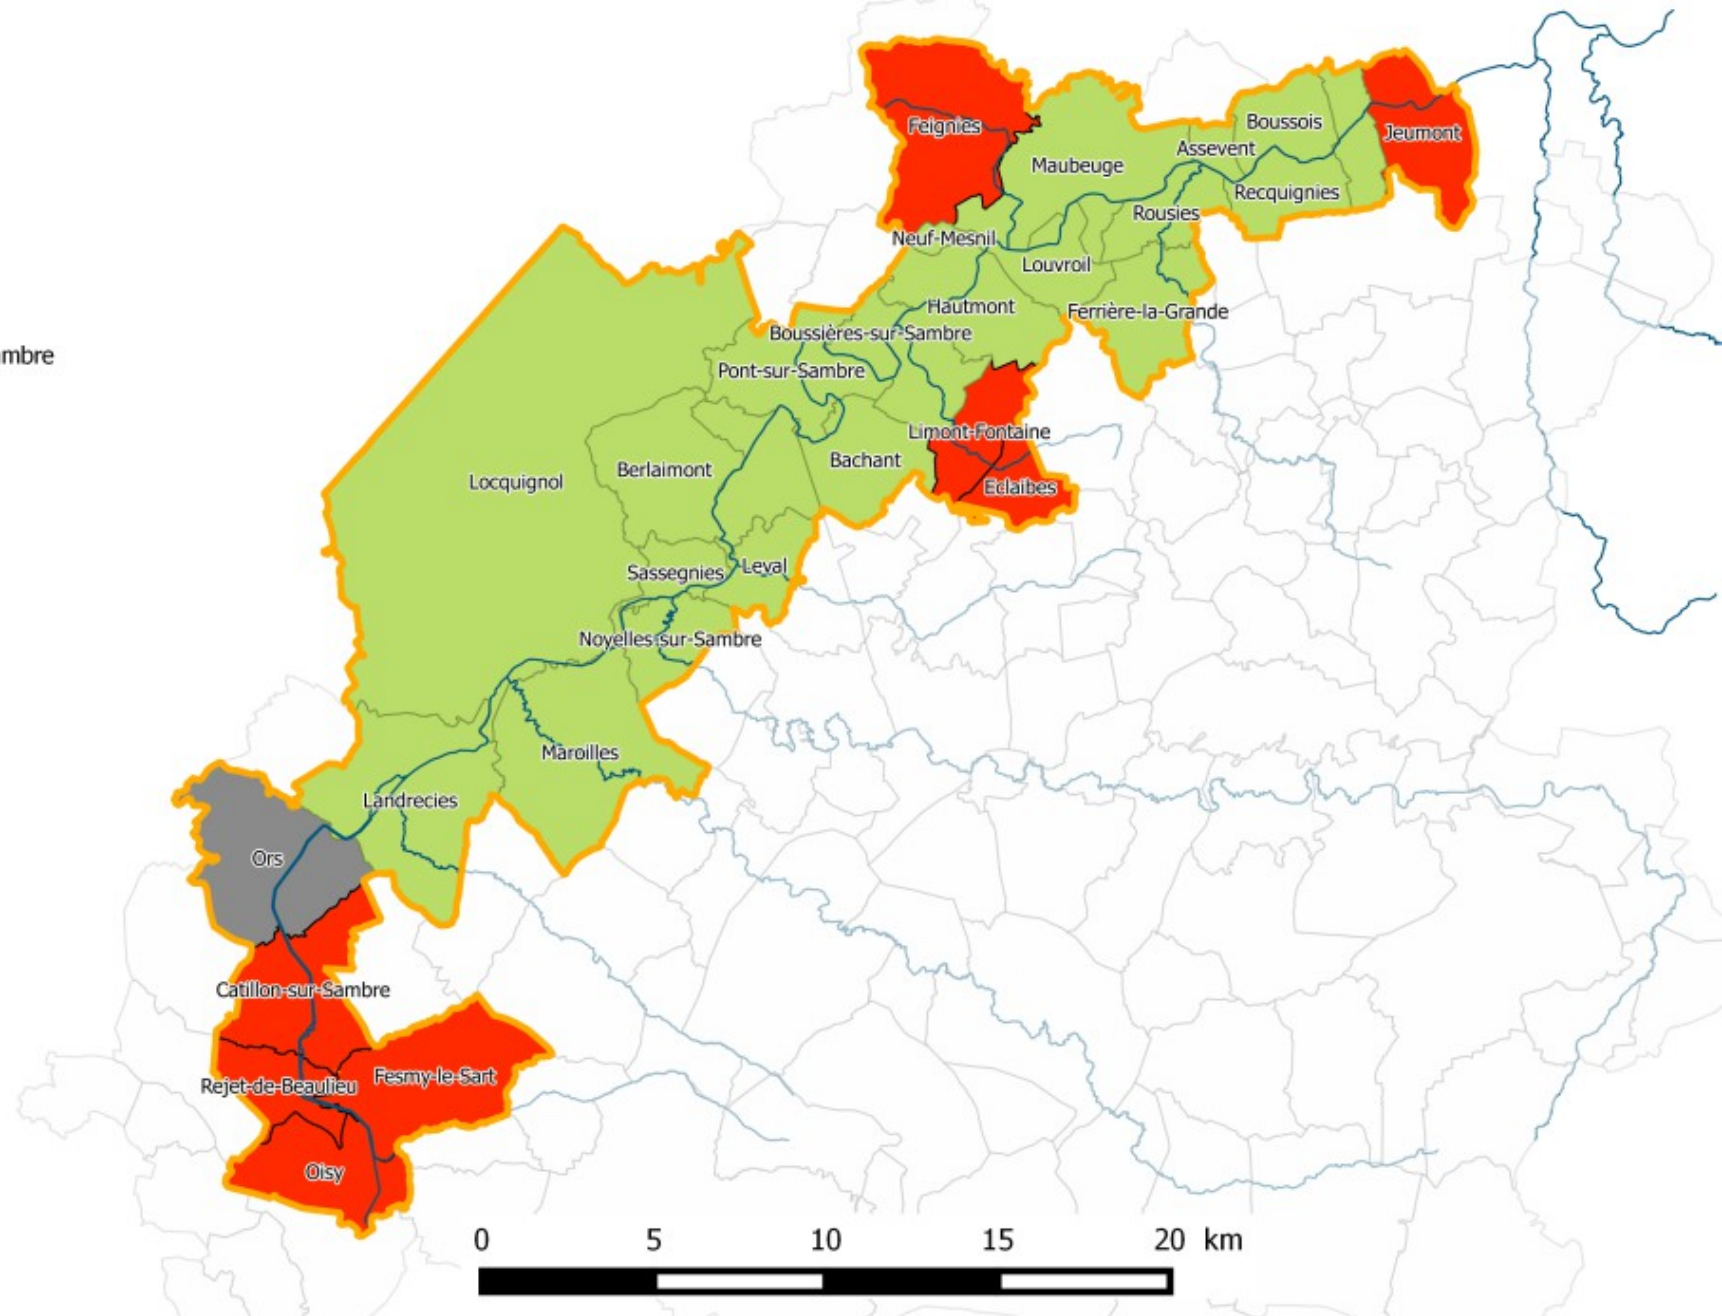 Feignies
Jeumont
Boussois
Assevent
Maubeuge
Recquignies
Rousies
Neuf-Mesnil
Louvroil
Hautmont
Ferrière-la-Grande
Boussières-sur-Sambre
ambre
Pont-sur-Sambre
Limont-Fontaine
Bachant
Berlaimont
Locquignol
Eclaibes
Leval
Sassegnies
Noyelles-sur-Sambre
Maroilles
Landrecies
Ors
Catillon-sur-Sambre
Fesmy-le-Sart
Rejet-de-Beaulieu
Oisy
0 5 10 15 20 km